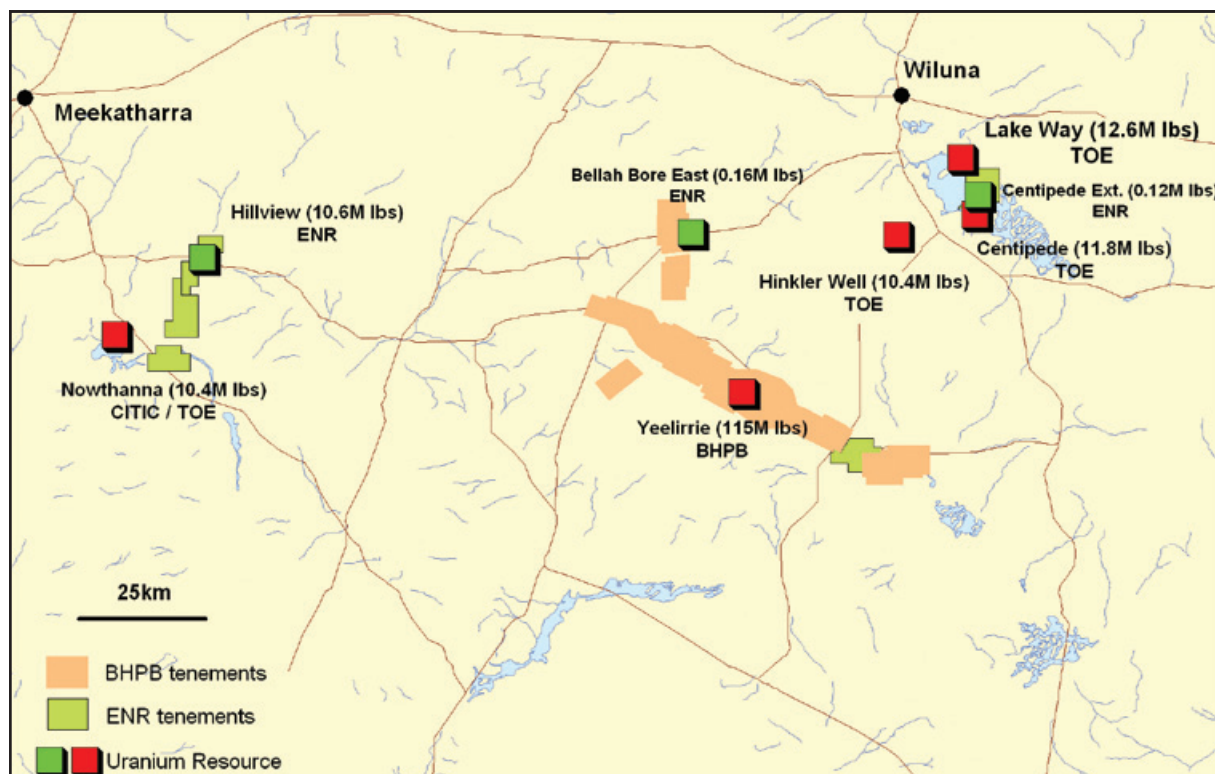 Meekatharra
Wiluna
Lake Way (12.6M lbs)
TOE
Bellah Bore East (0.16M lbs)
ENR
Centipede Ext. (0.12M lbs)
ENR
Hillview (10.6M lbs)
ENR
Centipede (11.8M lbs)
TOE
Hinkler Well (10.4M lbs)
TOE
Nowthanna (10.4M lbs)
CITIC / TOE
Yeelirrie (115M lbs)
BHPB
25km
BHPB tenements
ENR tenements
Uranium Resource